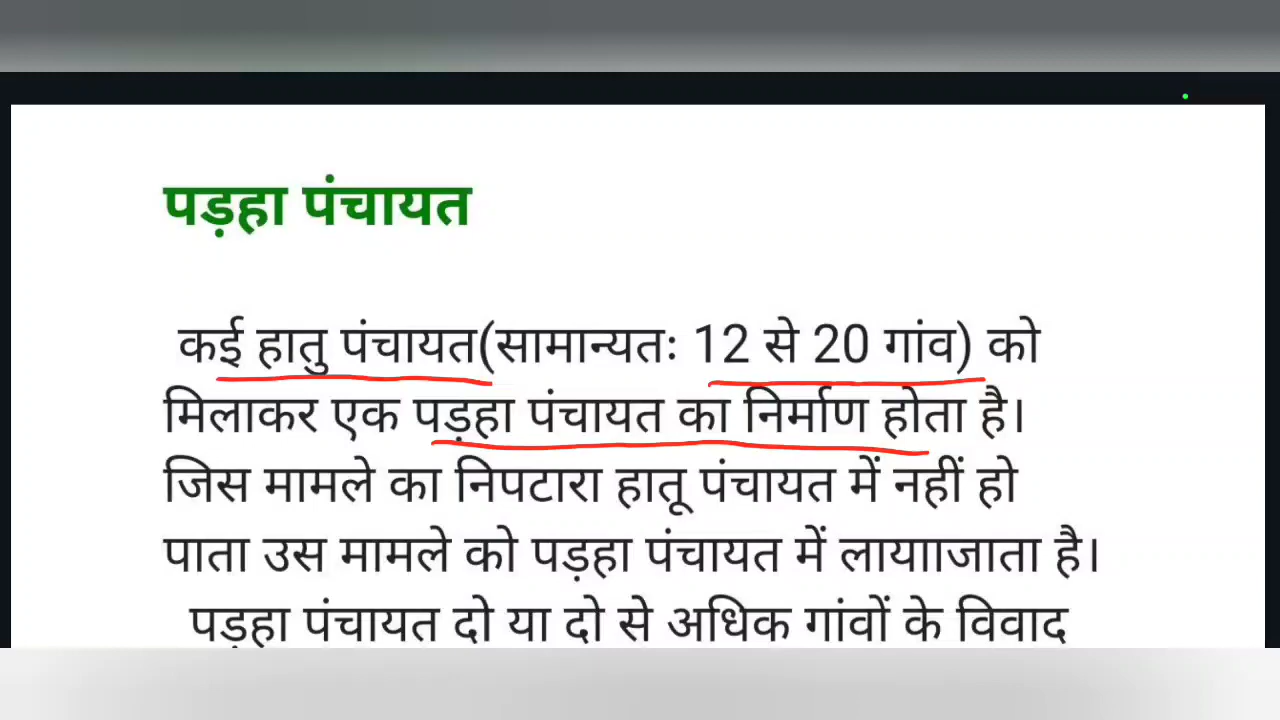 पड़हा पंचायत
कई हातु पंचायत(सामान्यतः 12 से 20 गांव) को
मिलाकर एक पड़हा पंचायत का निर्माण होता है।
जिस मामले का निपटारा हातू पंचायत में नहीं हो
पाता उस मामले को पड़हा पंचायत में लायााजाता है।
पड़हा पंचायत दो या दो से अधिक गांवों के विवाद